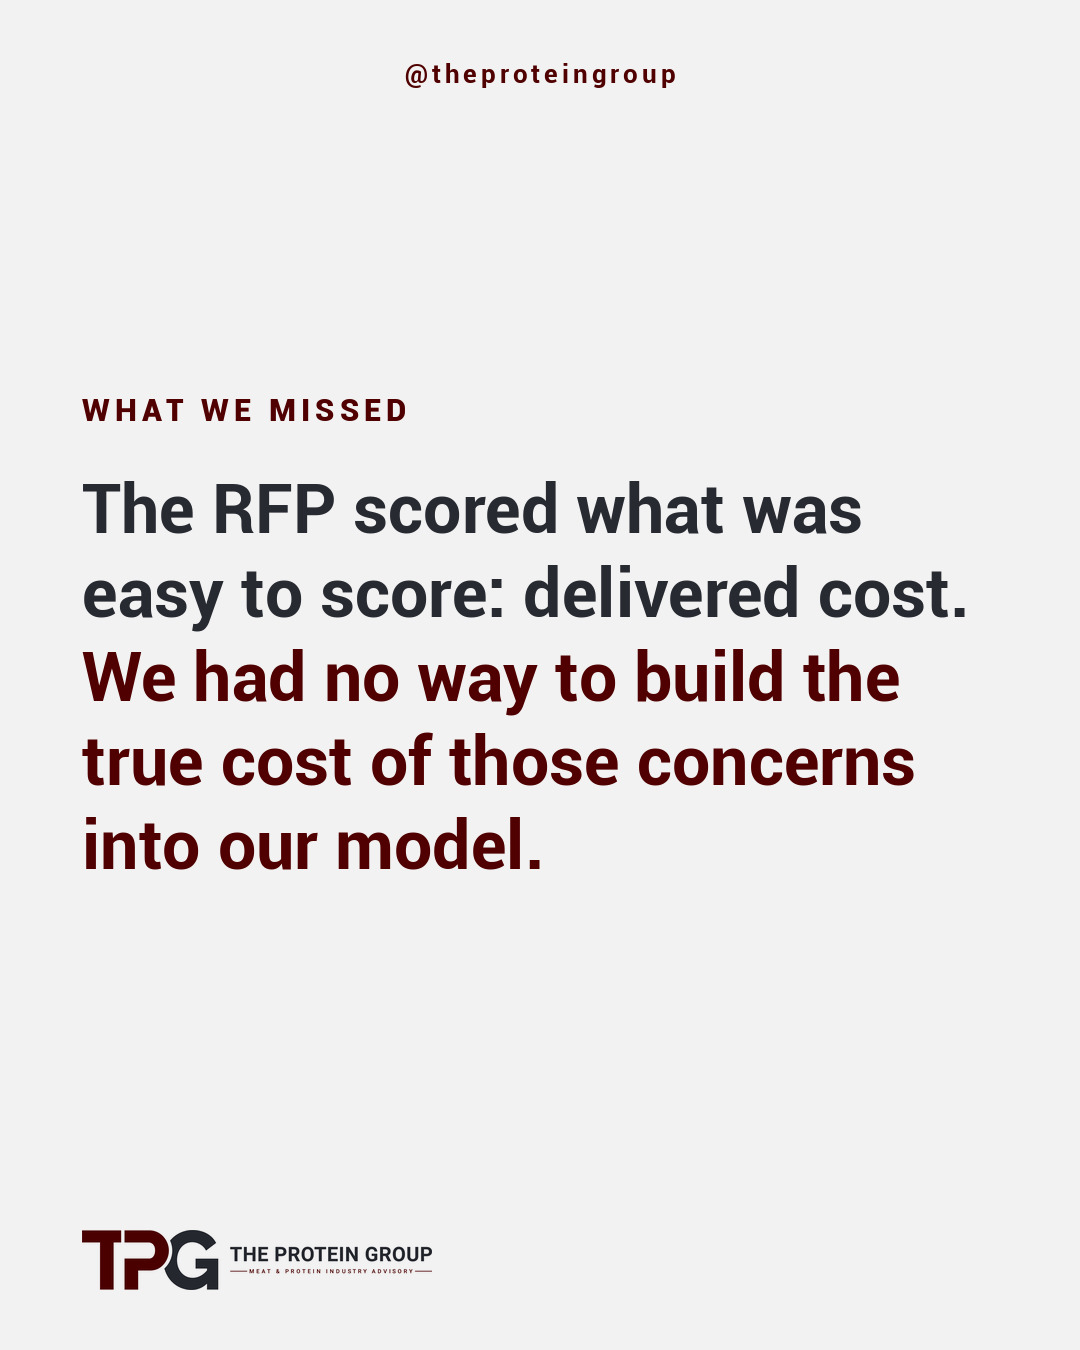 @theproteingroup
WHAT WE MISSED
The RFP scored what was
easy to score: delivered cost.
We had no way to build the
true cost of those concerns
into our model.
TPG
THE PROTEIN GROUP
MEAT & PROTEIN INDUSTRY ADVISORY